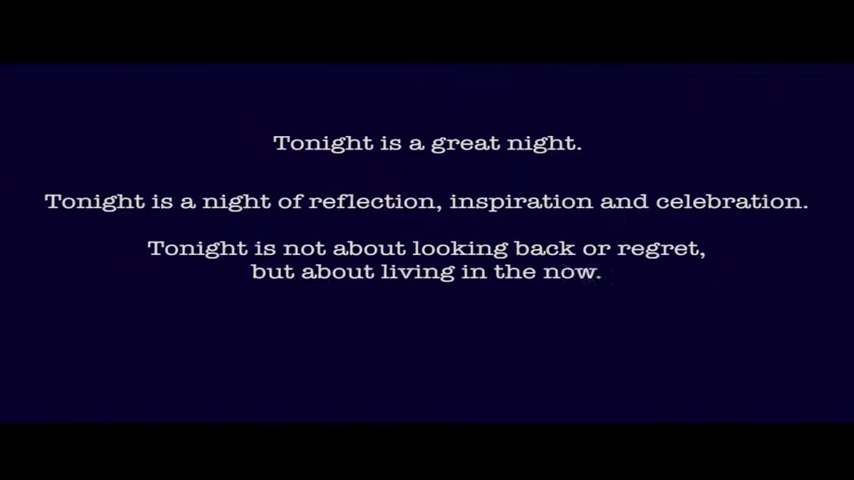 Tonight is a great night.
Tonight is a night of reflection, inspiration and celebration.
Tonight is not about looking back or regret,
but about living in the now.